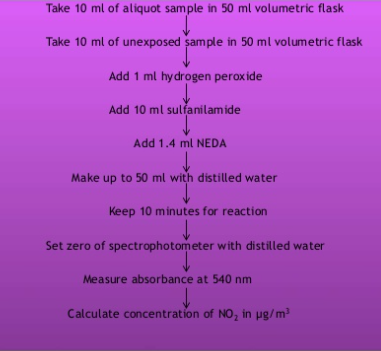 Take 10 ml of aliquot sample in 50 ml volumetric flask
Take 10 ml of unexposed sample in 50 ml volumetric flask
Add 1 ml hydrogen peroxide
Add 10 ml sulfanilamide
Add 1.4 ml NEDA
Make up to 50 ml with distilled water
Keep 10 minutes for reaction
Set zero of spectrophotometer with distilled water
Measure absorbance at 540 nm
Calculate concentration of NO₂ in µg/m³